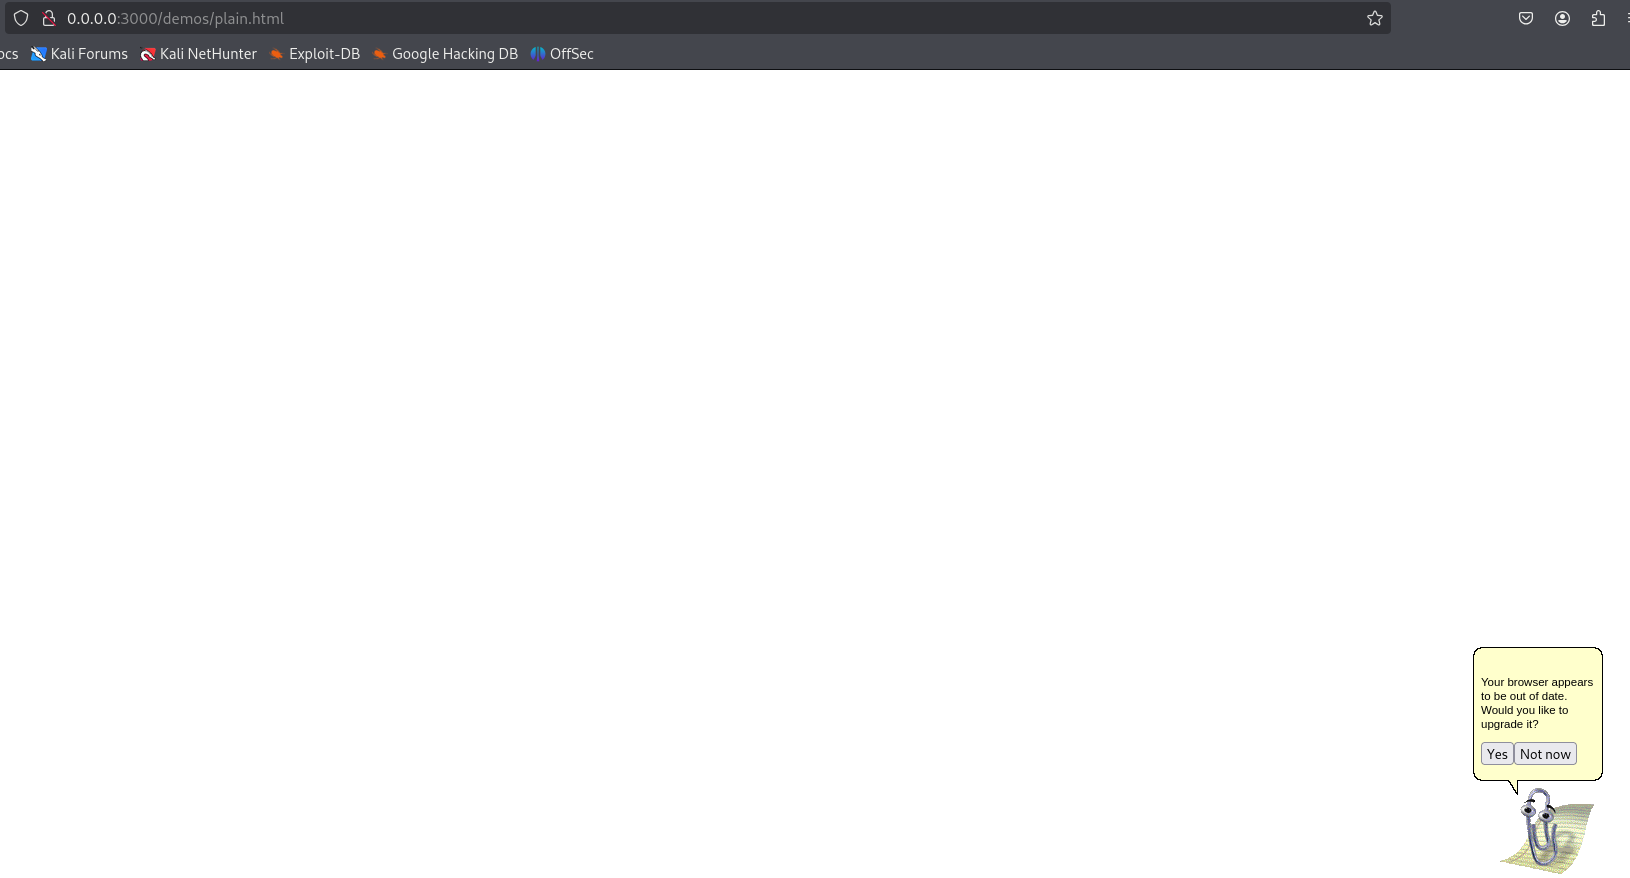 0.0.0.0:3000/demos/plain.html
ocs Kali Forums Kali NetHunter Exploit-DB Google Hacking DB OffSec
Your browser appears
to be out of date.
Would you like to
upgrade it?
Yes Not now